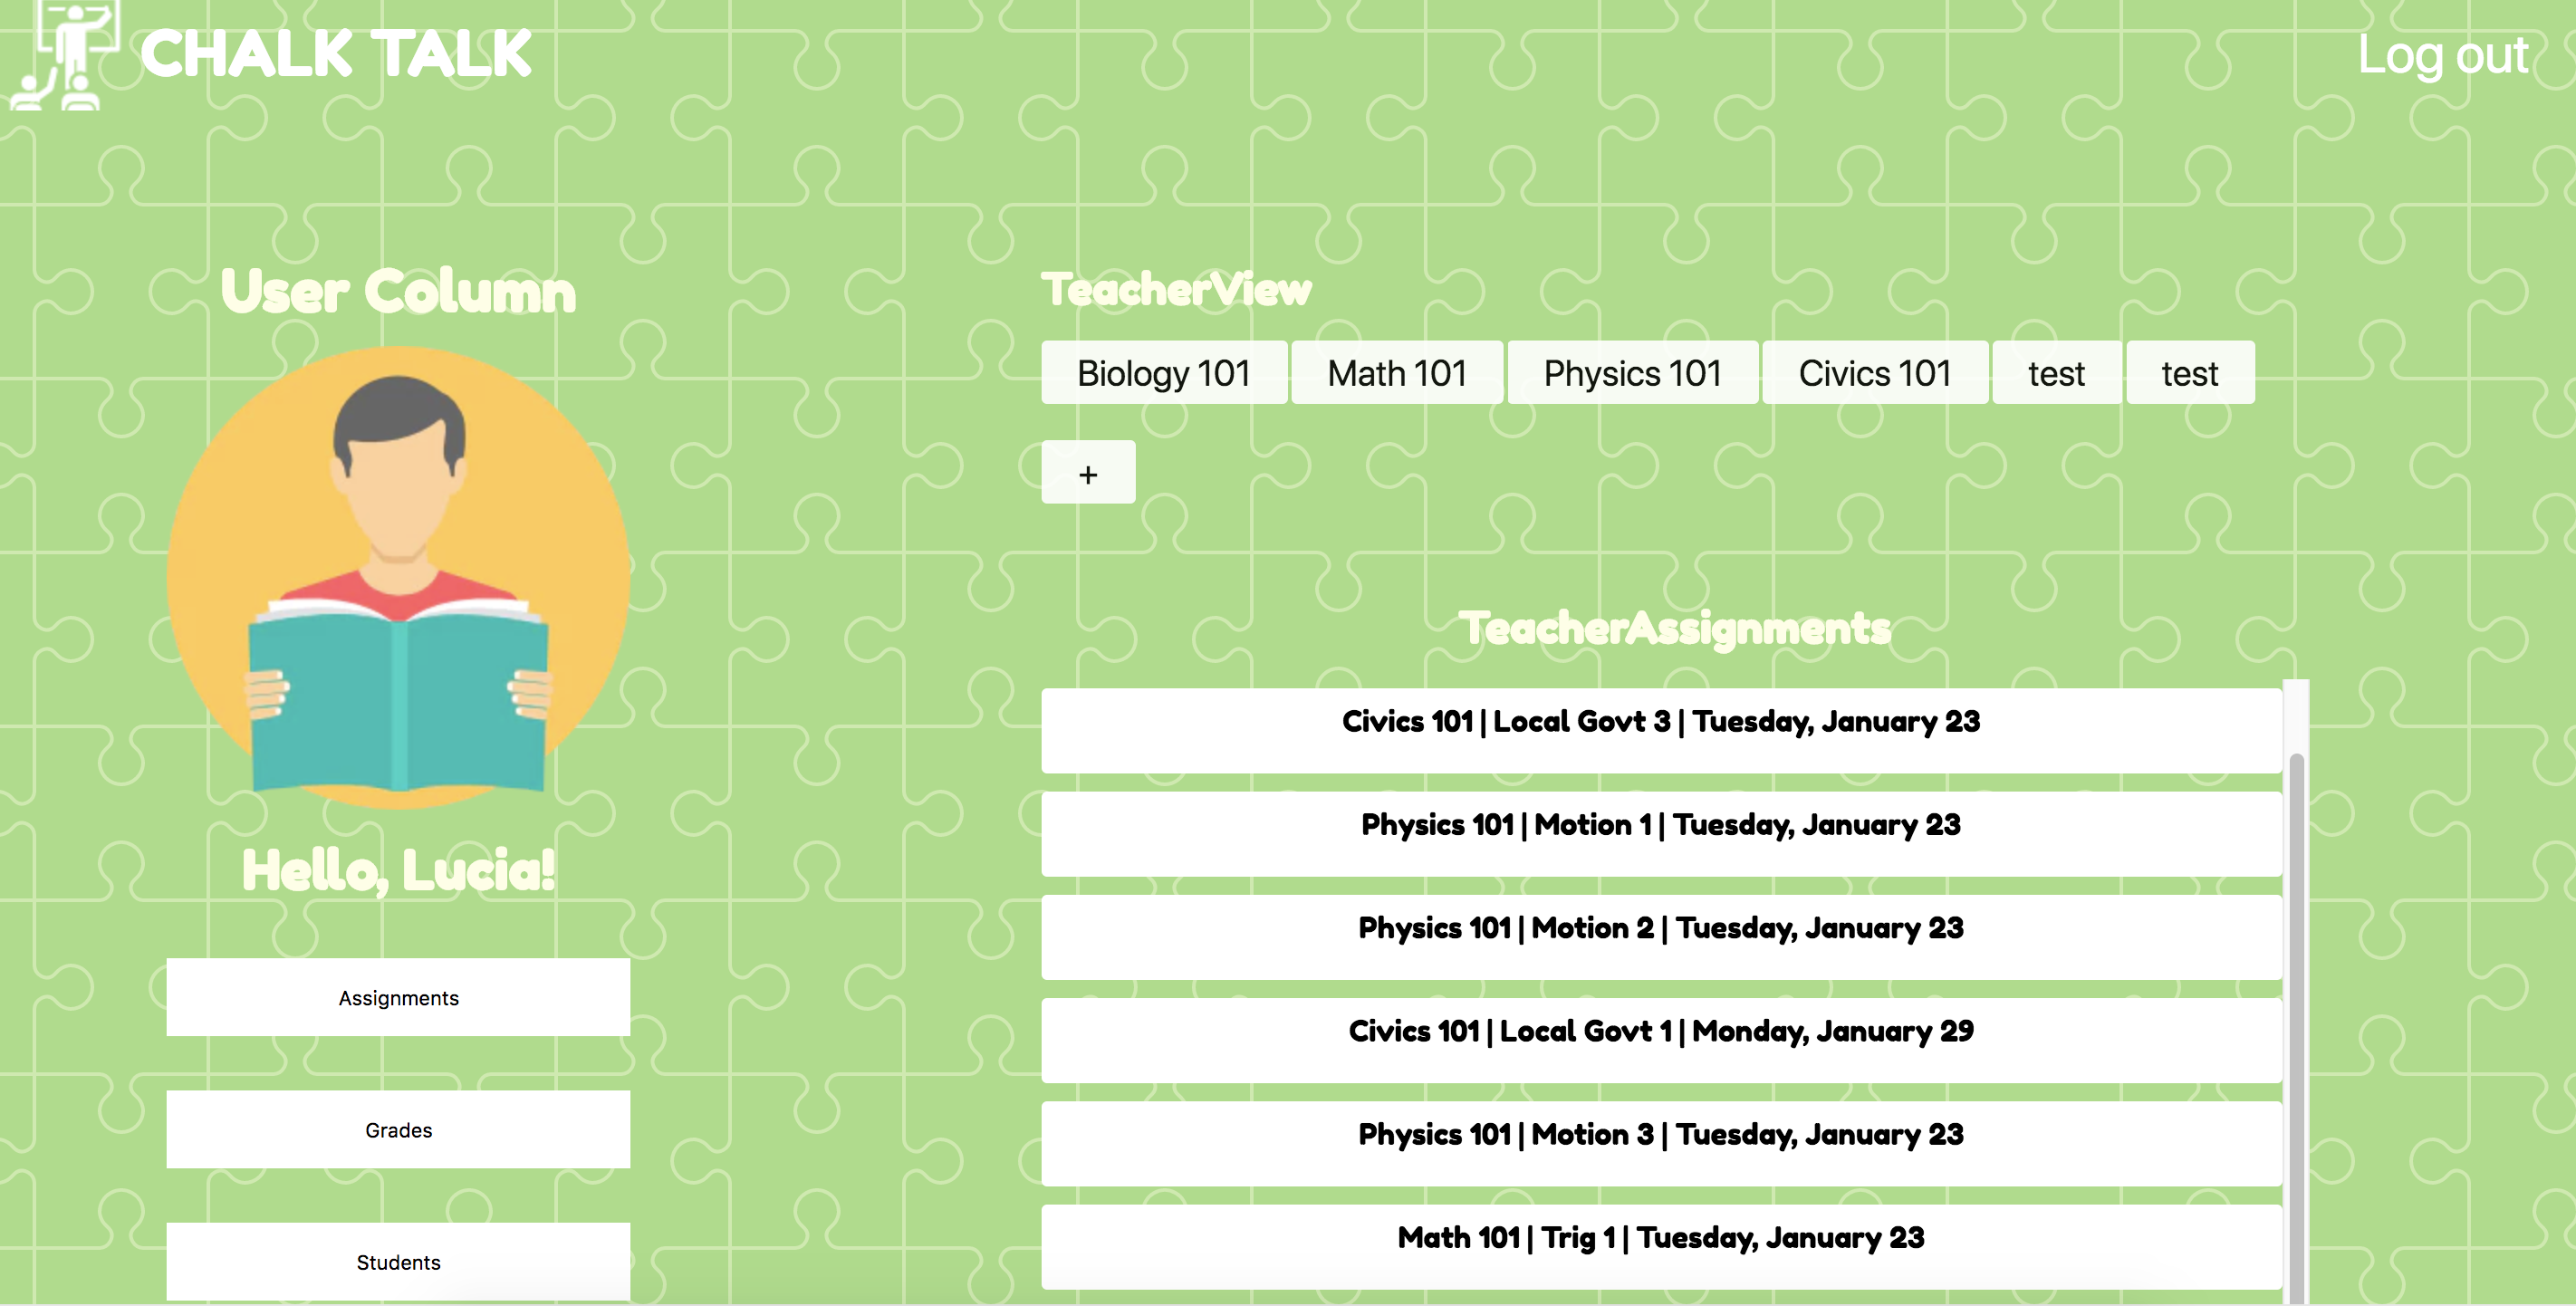 CHALK TALK
Log out
User Column
Hello, Lucia!
Assignments
Grades
Students
TeacherView
Biology 101 Math 101 Physics 101 Civics 101 test test
+
TeacherAssignments
Civics 101 | Local Govt 3 | Tuesday, January 23
Physics 101 | Motion 1 | Tuesday, January 23
Physics 101 | Motion 2 | Tuesday, January 23
Civics 101 | Local Govt 1 | Monday, January 29
Physics 101 | Motion 3 | Tuesday, January 23
Math 101 | Trig 1 | Tuesday, January 23